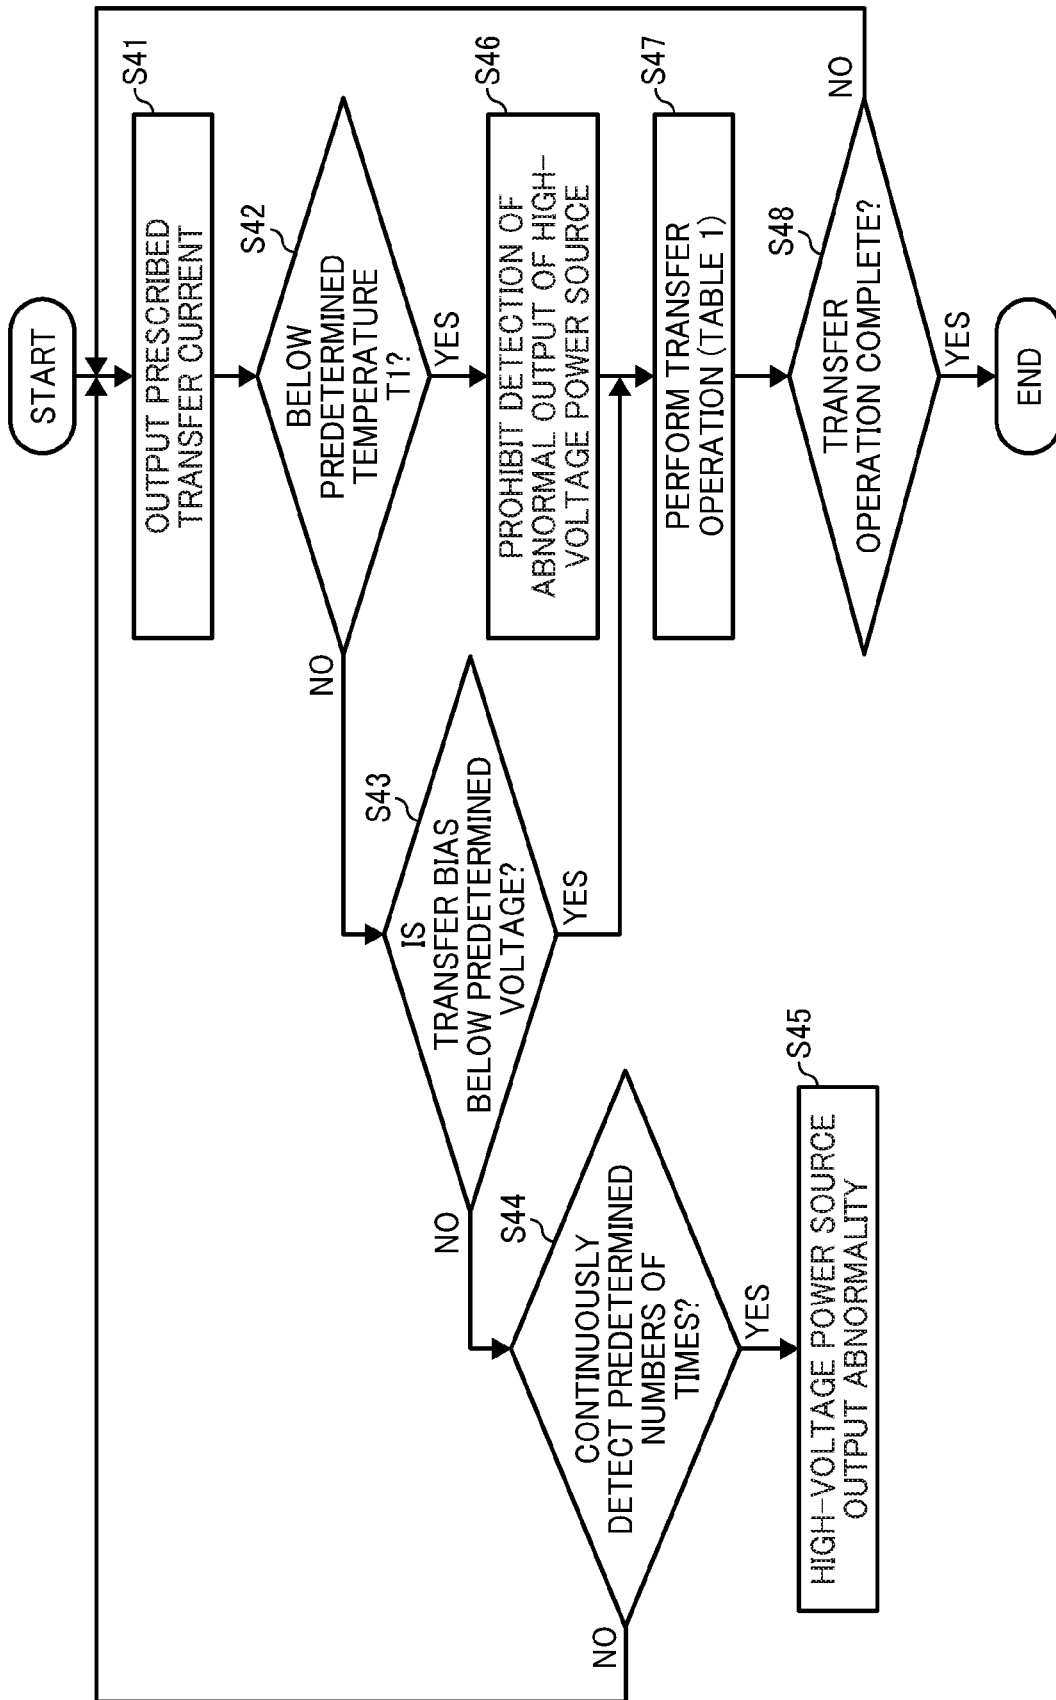 START
S41
OUTPUT PRESCRIBED
TRANSFER CURRENT
S42
BELOW
PREDETERMINED
TEMPERATURE
T1?
NO
YES
S43
IS
TRANSFER BIAS
BELOW PREDETERMINED
VOLTAGE?
NO
YES
S44
CONTINUOUSLY
DETECT PREDETERMINED
NUMBERS OF
TIMES?
NO
YES
S45
HIGH-VOLTAGE POWER SOURCE
OUTPUT ABNORMALITY
S46
PROHIBIT DETECTION OF
ABNORMAL OUTPUT OF HIGH-
VOLTAGE POWER SOURCE
S47
PERFORM TRANSFER
OPERATION (TABLE 1)
S48
TRANSFER
OPERATION COMPLETE?
NO
YES
END